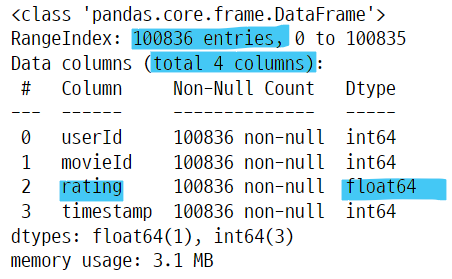 <class 'pandas.core.frame.DataFrame'>
RangeIndex: 100836 entries, 0 to 100835
Data columns (total 4 columns):
#   Column     Non-Null Count   Dtype
---  ------     --------------   -----
0   userId     100836 non-null  int64
1   movieId    100836 non-null  int64
2   rating     100836 non-null  float64
3   timestamp  100836 non-null  int64
dtypes: float64(1), int64(3)
memory usage: 3.1 MB